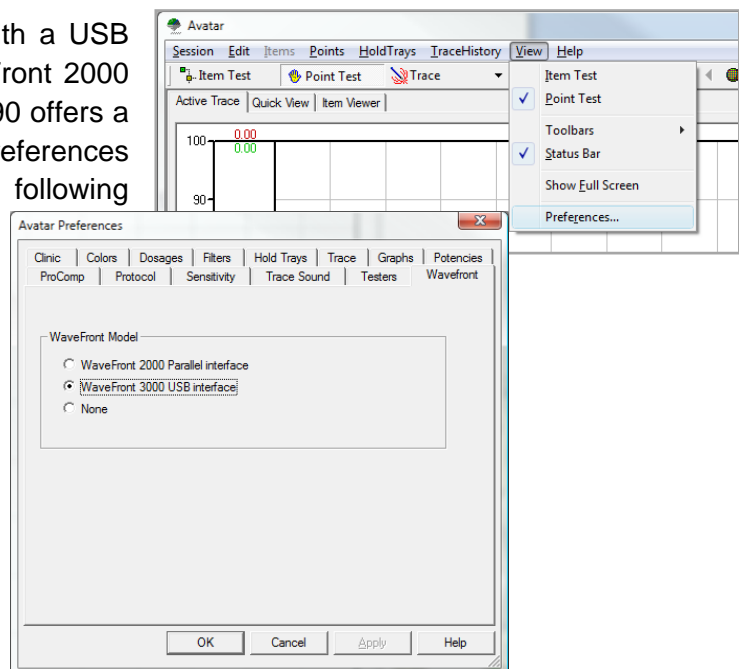 th a USB
ront 2000
90 offers a
references
following
Avatar
Session Edit Items Points HoldTrays TraceHistory View Help
Item Test Point Test Trace
Active Trace Quick View Item Viewer
100 0.00
0.00
90
Item Test
Point Test
Toolbars
Status Bar
Show Full Screen
Preferences...
Avatar Preferences
Clinic Colors Dosages Filters Hold Trays Trace Graphs Potencies
ProComp Protocol Sensitivity Trace Sound Testers Wavefront
WaveFront Model
WaveFront 2000 Parallel interface
WaveFront 3000 USB interface
None
OK Cancel Apply Help